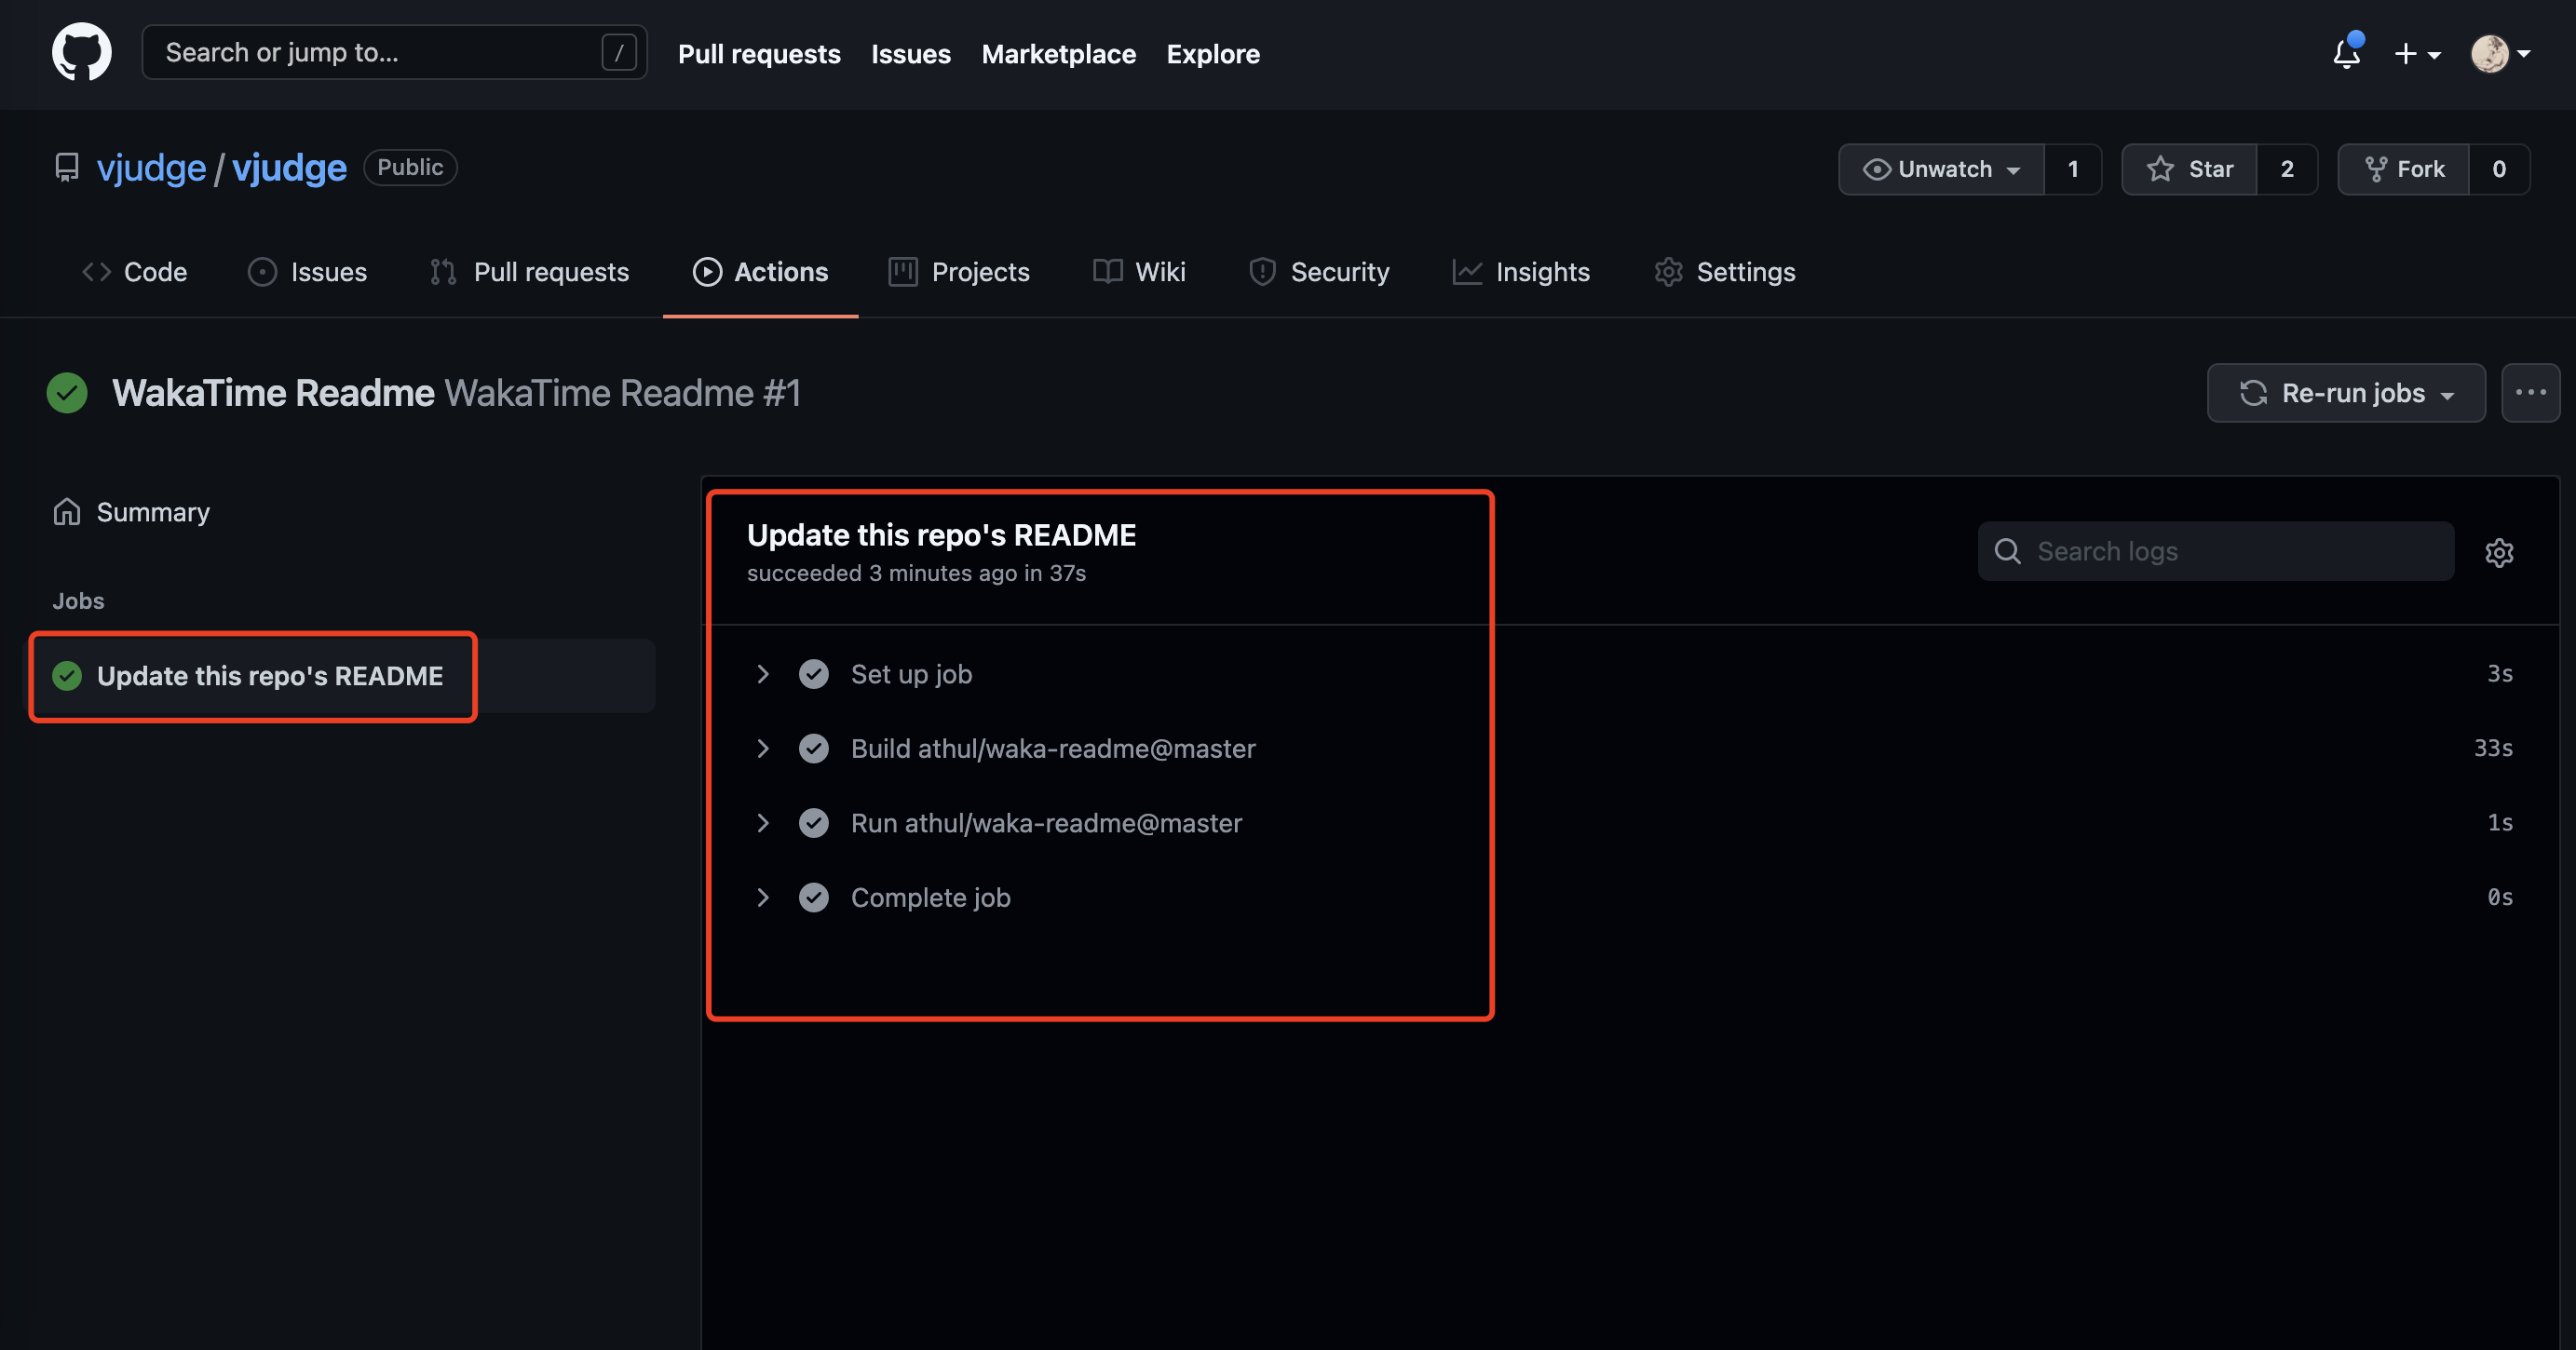 Search or jump to... / Pull requests Issues Marketplace Explore
vjudge / vjudge Public Unwatch 1 Star 2 Fork 0
Code Issues Pull requests Actions Projects Wiki Security Insights Settings
WakaTime Readme WakaTime Readme #1 Re-run jobs
Summary
Jobs
Update this repo's README
Update this repo's README
succeeded 3 minutes ago in 37s
Search logs
Set up job 3s
Build athul/waka-readme@master 33s
Run athul/waka-readme@master 1s
Complete job 0s